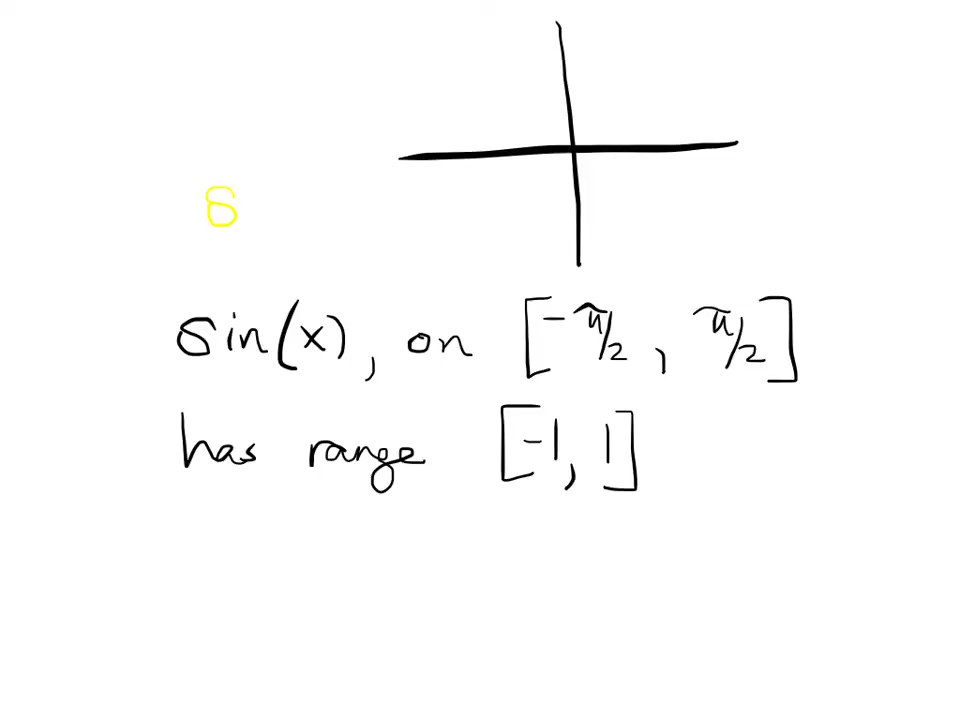 S
sin(x), on [-π/2, π/2]
has range [-1, 1]